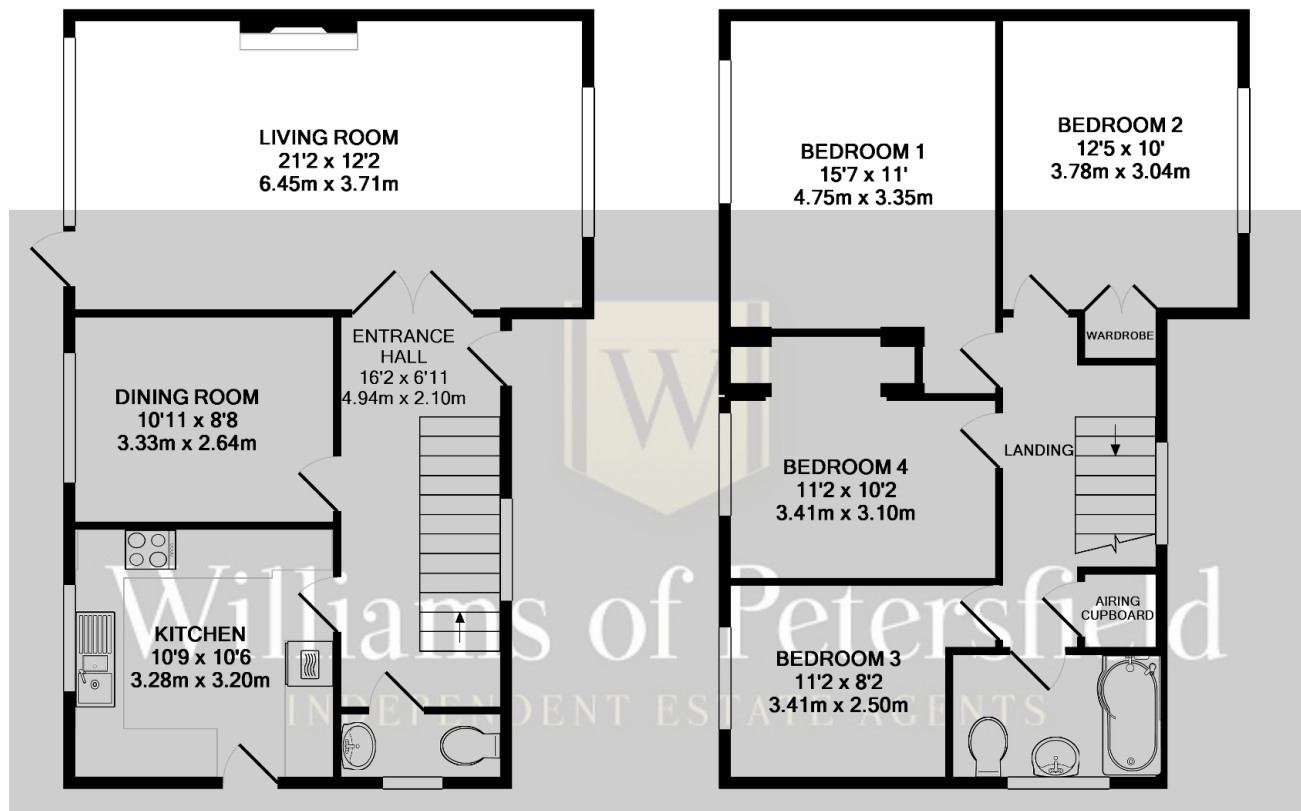 LIVING ROOM
21'2 x 12'2
6.45m x 3.71m
ENTRANCE
HALL
16'2 x 6'11
4.94m x 2.10m
DINING ROOM
10'11 x 8'8
3.33m x 2.64m
KITCHEN
10'9 x 10'6
3.28m x 3.20m
BEDROOM 1
15'7 x 11'
4.75m x 3.35m
BEDROOM 2
12'5 x 10'
3.78m x 3.04m
WARDROBE
LANDING
BEDROOM 4
11'2 x 10'2
3.41m x 3.10m
AIRING
CUPBOARD
BEDROOM 3
11'2 x 8'2
3.41m x 2.50m
W
Williams of Petersfield
INDEPENDENT ESTATE AGENTS